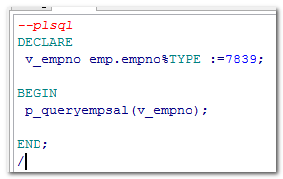 --plsql
DECLARE
v_empno emp.empno%TYPE :=7839;
BEGIN
p_queryempsal(v_empno);
END;
/